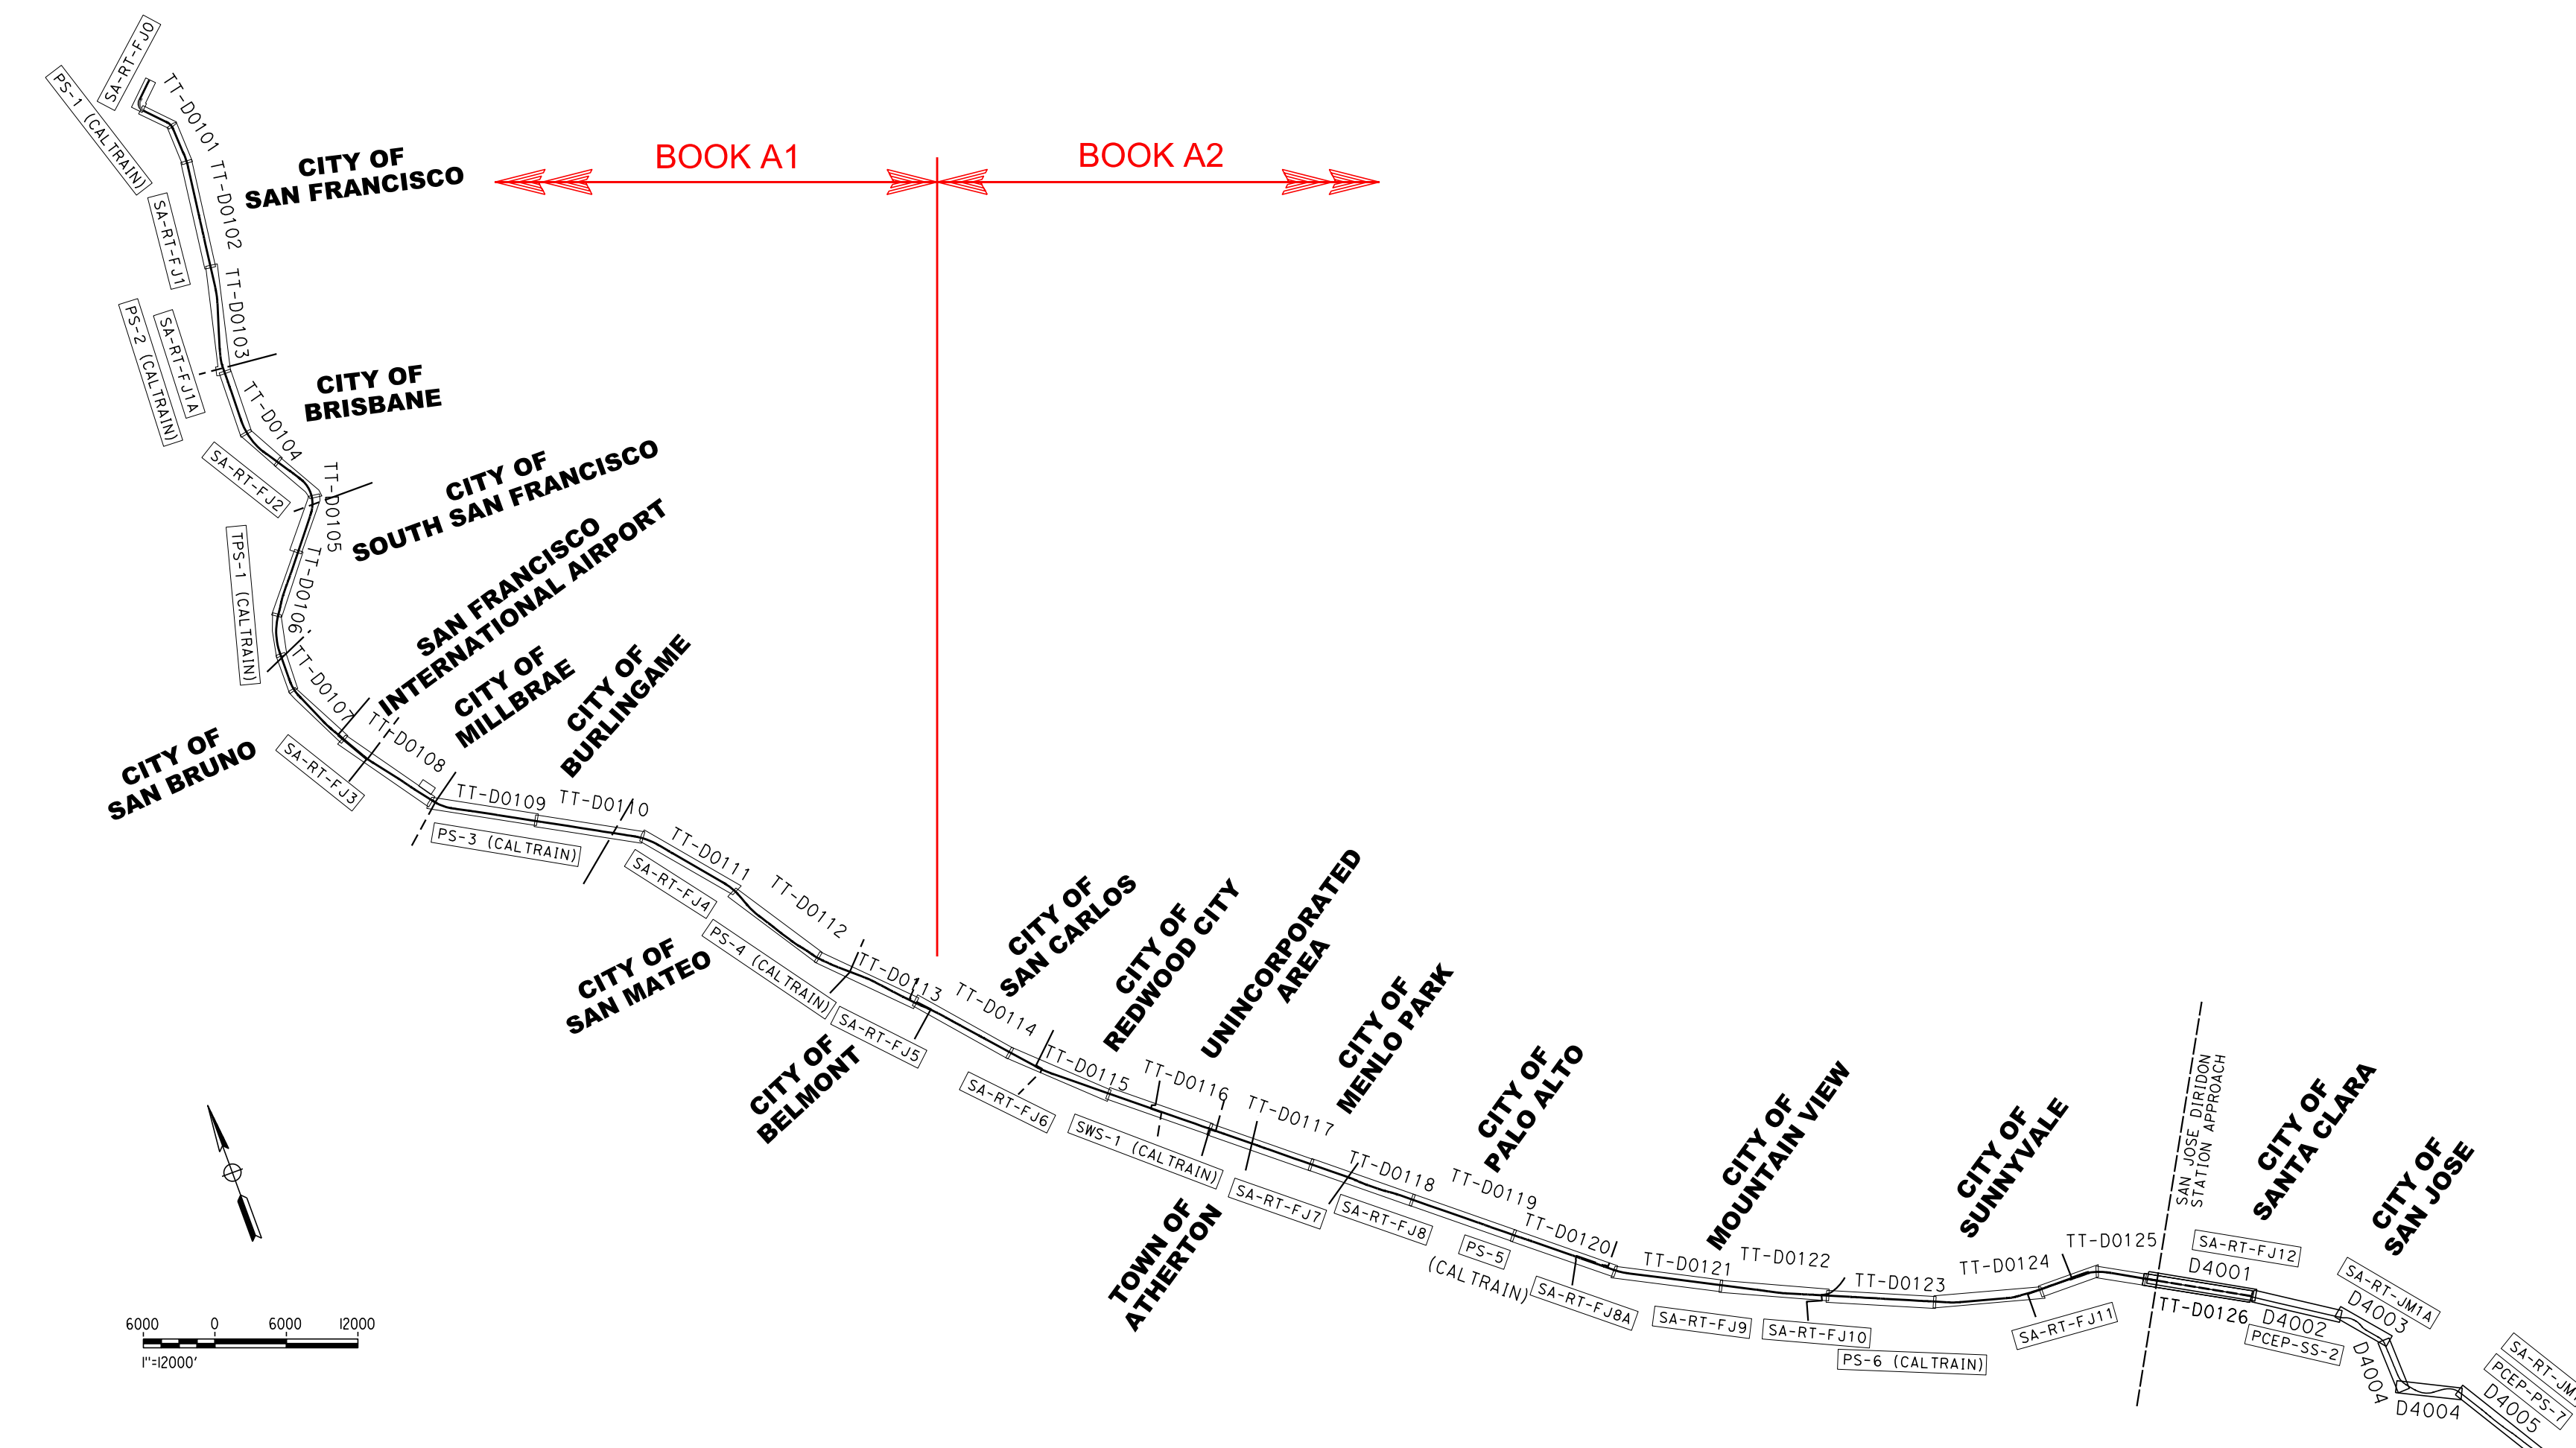 SA-RT-FJ0
PS-1 (CALTRAIN)
TT-D0101
TT-D0102
SA-RT-FJ1
CITY OF
SAN FRANCISCO
BOOK A1
BOOK A2
TT-D0103
PS-2 (CALTRAIN)
SA-RT-FJ1A
CITY OF
BRISBANE
TT-D0104
SA-RT-FJ2
TT-D0105
CITY OF
SOUTH SAN FRANCISCO
TPS-1 (CALTRAIN)
TT-D0106
SAN FRANCISCO
INTERNATIONAL AIRPORT
TT-D0107
CITY OF
MILLBRAE
CITY OF
BURLINGAME
CITY OF
SAN BRUNO
SA-RT-FJ3
TT-D0108
TT-D0109
TT-D0110
PS-3 (CALTRAIN)
TT-D0111
SA-RT-FJ4
TT-D0112
PS-4 (CALTRAIN)
CITY OF
SAN MATEO
TT-D0113
SA-RT-FJ5
CITY OF
BELMONT
TT-D0114
CITY OF
SAN CARLOS
SA-RT-FJ6
TT-D0115
CITY OF
REDWOOD CITY
SWS-1 (CALTRAIN)
TT-D0116
UNINCORPORATED
AREA
TOWN OF
ATHERTON
TT-D0117
SA-RT-FJ7
CITY OF
MENLO PARK
TT-D0118
SA-RT-FJ8
TT-D0119
PS-5
(CALTRAIN)
CITY OF
PALO ALTO
TT-D0120
SA-RT-FJ8A
TT-D0121
SA-RT-FJ9
CITY OF
MOUNTAIN VIEW
TT-D0122
SA-RT-FJ10
TT-D0123
PS-6 (CALTRAIN)
CITY OF
SUNNYVALE
TT-D0124
SA-RT-FJ11
TT-D0125
SAN JOSE DIRIDON
STATION APPROACH
SA-RT-FJ12
D4001
TT-D0126
CITY OF
SANTA CLARA
D4002
PCEP-SS-2
CITY OF
SAN JOSE
SA-RT-JM1A
D4003
D4004
D4004
SA-RT-JM
PCEP-PS-7
D4005
6000 0 6000 12000
1"=12000'